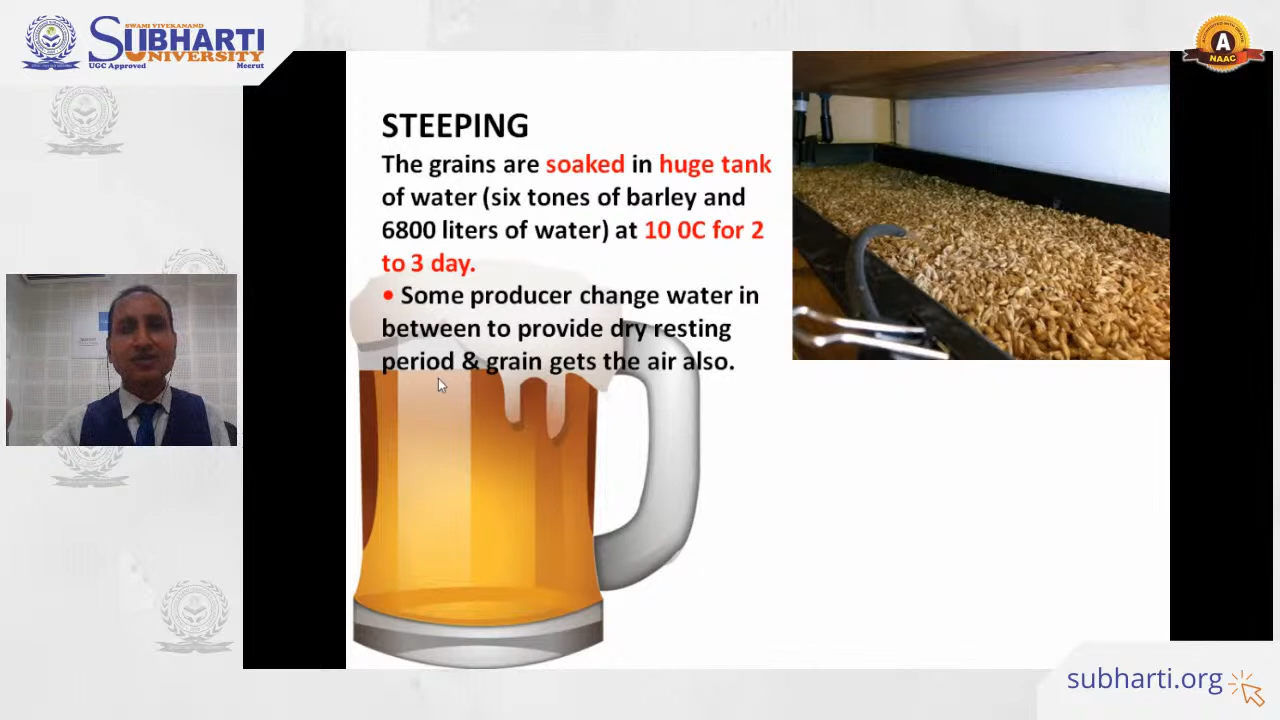 SWAMI VIVEKANAND
SUBHARTI
UNIVERSITY
UGC Approved Meerut
A
NAAC
STEEPING
The grains are soaked in huge tank
of water (six tones of barley and
6800 liters of water) at 10 0C for 2
to 3 day.
• Some producer change water in
between to provide dry resting
period & grain gets the air also.
subharti.org